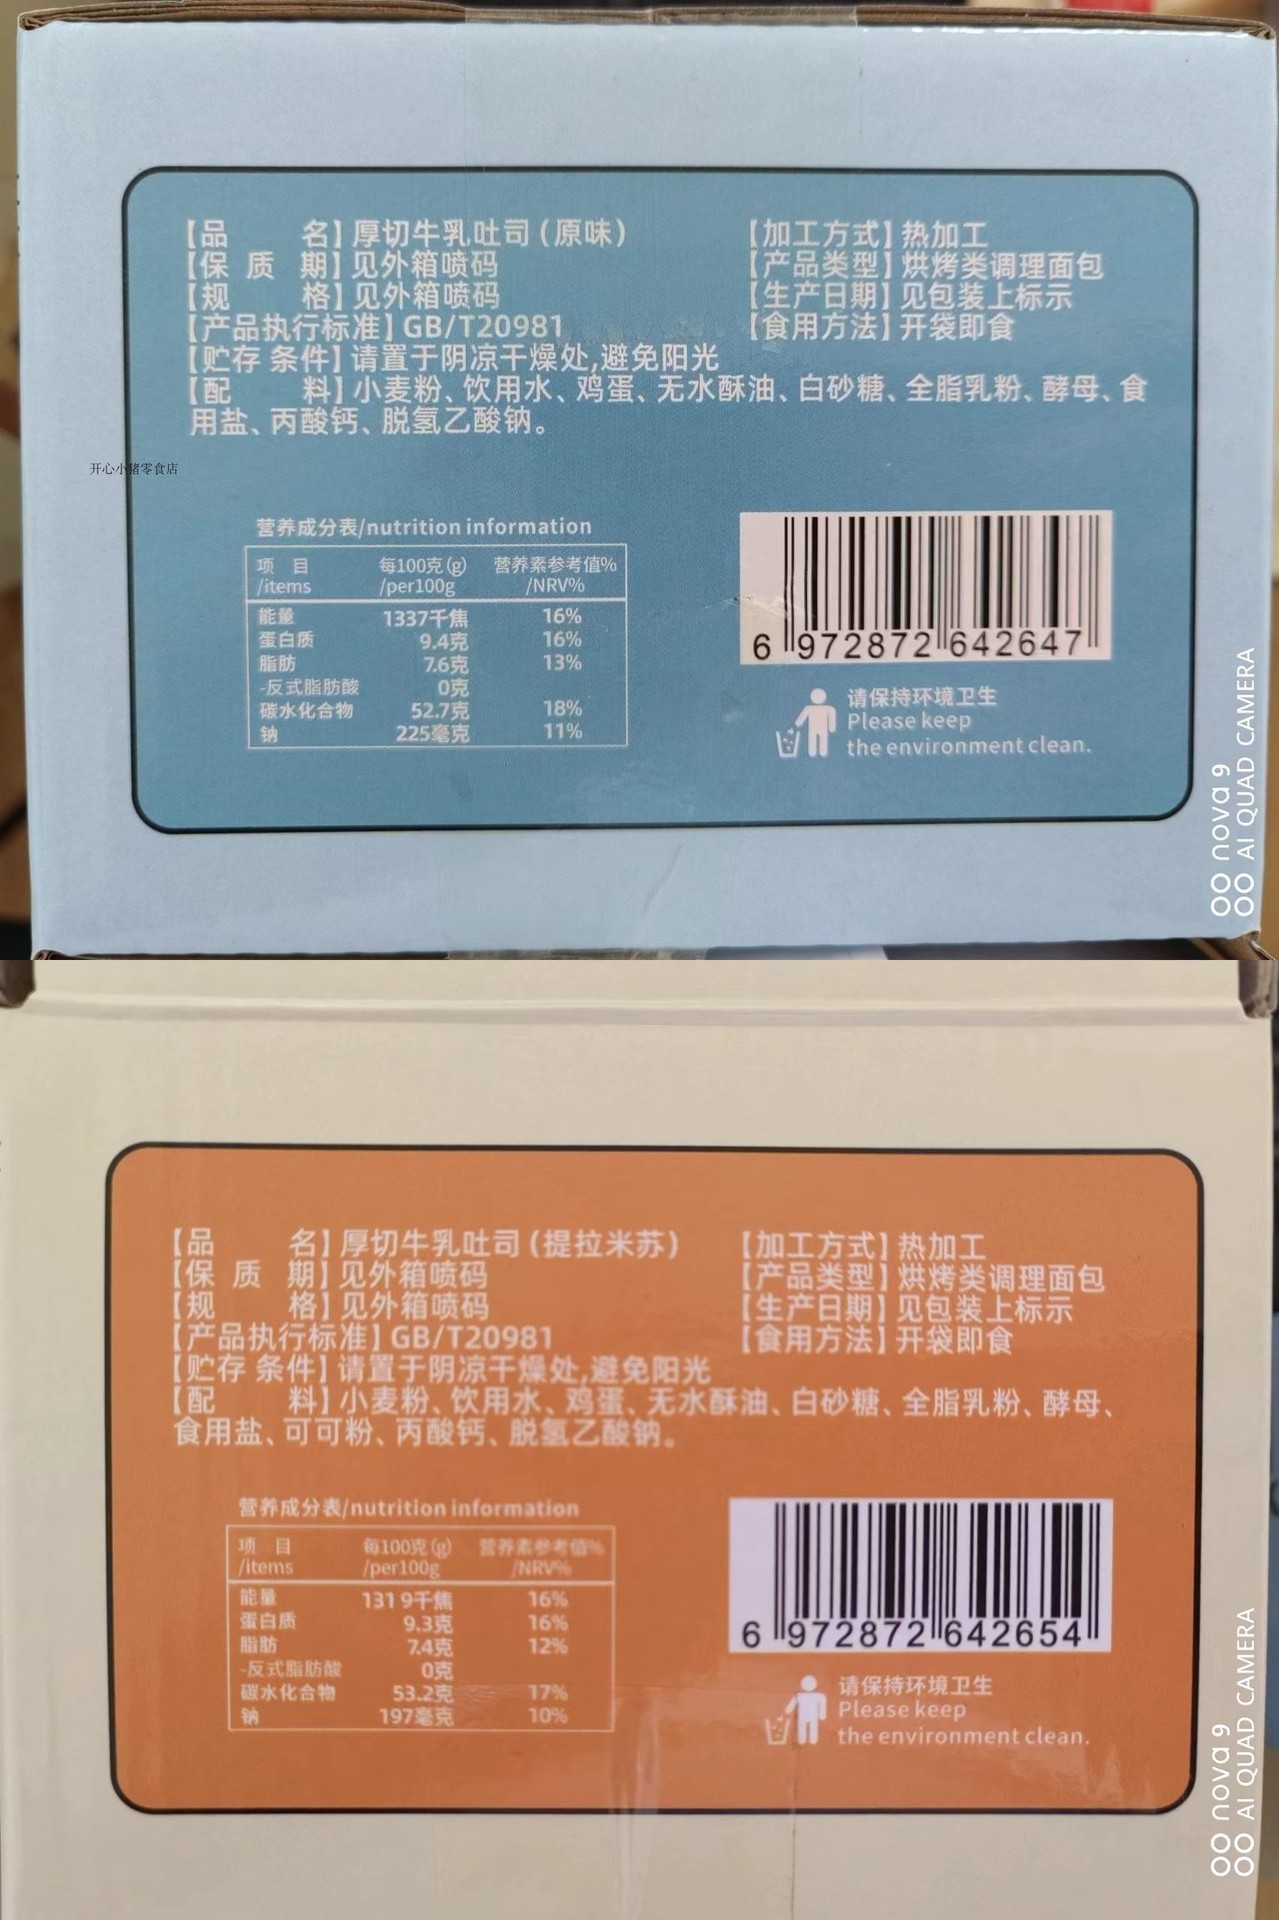 【品 名】厚切牛乳吐司（原味）
【保 质 期】见外箱喷码
【规 格】见外箱喷码
【产品执行标准】GB/T20981
【加工方式】热加工
【产品类型】烘烤类调理面包
【生产日期】见包装上标示
【食用方法】开袋即食
【贮存 条件】请置于阴凉干燥处,避免阳光
【配 料】小麦粉、饮用水、鸡蛋、无水酥油、白砂糖、全脂乳粉、酵母、食
用盐、丙酸钙、脱氢乙酸钠。
开心小猪零食店
营养成分表/nutrition information
项 目 每100克(g) 营养素参考值%
/items /per100g /NRV%
能量 1337千焦 16%
蛋白质 9.4克 16%
脂肪 7.6克 13%
-反式脂肪酸 0克
碳水化合物 52.7克 18%
钠 225毫克 11%
6 972872 642647
请保持环境卫生
Please keep
the environment clean.
nova 9
AI QUAD CAMERA
【品 名】厚切牛乳吐司（提拉米苏）
【保 质 期】见外箱喷码
【规 格】见外箱喷码
【产品执行标准】GB/T20981
【加工方式】热加工
【产品类型】烘烤类调理面包
【生产日期】见包装上标示
【食用方法】开袋即食
【贮存 条件】请置于阴凉干燥处,避免阳光
【配 料】小麦粉、饮用水、鸡蛋、无水酥油、白砂糖、全脂乳粉、酵母、
食用盐、可可粉、丙酸钙、脱氢乙酸钠。
营养成分表/nutrition information
项 目 每100克(g) 营养素参考值%
/items /per100g /NRV%
能量 131 9千焦 16%
蛋白质 9.3克 16%
脂肪 7.4克 12%
-反式脂肪酸 0克
碳水化合物 53.2克 17%
钠 197毫克 10%
6 972872 642654
请保持环境卫生
Please keep
the environment clean.
nova 9
AI QUAD CAMERA